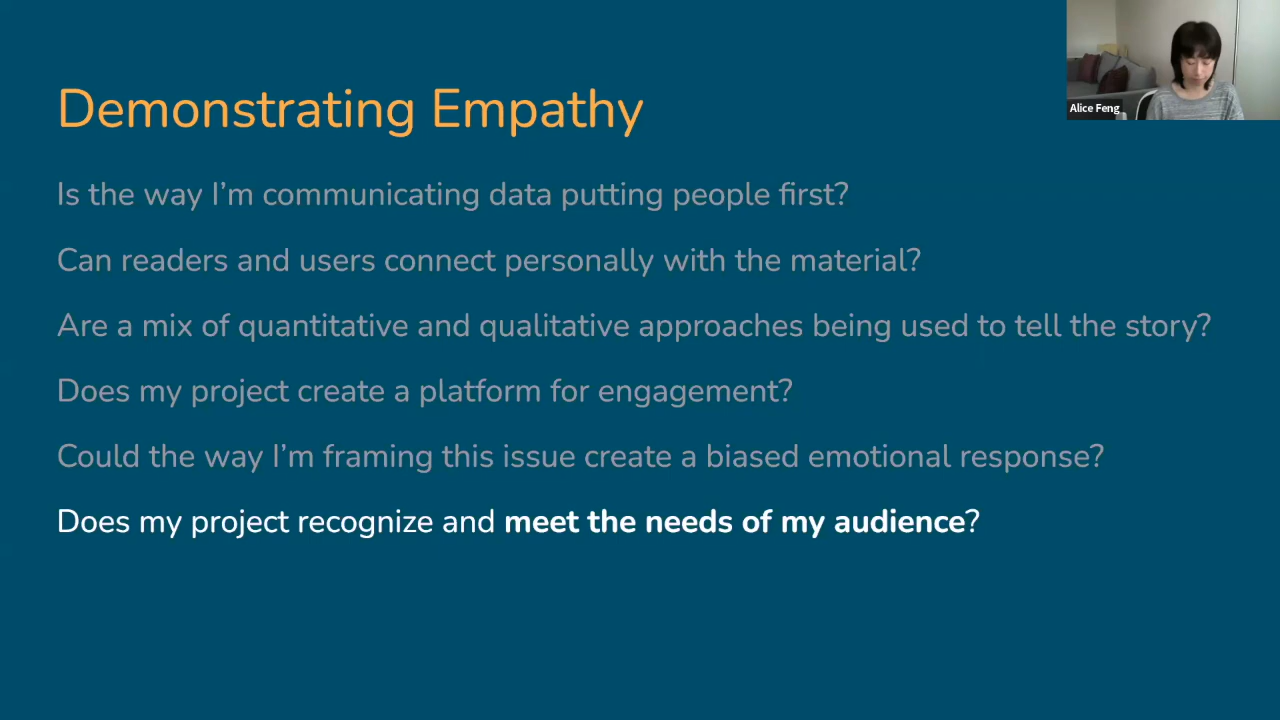 Demonstrating Empathy
Alice Feng
Is the way I’m communicating data putting people first?
Can readers and users connect personally with the material?
Are a mix of quantitative and qualitative approaches being used to tell the story?
Does my project create a platform for engagement?
Could the way I’m framing this issue create a biased emotional response?
Does my project recognize and meet the needs of my audience?